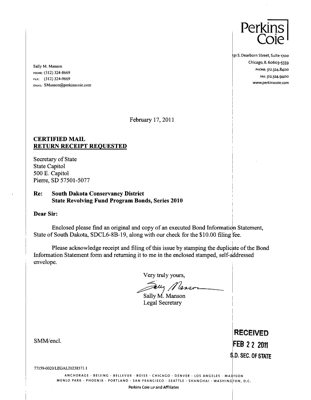 Perkins
Coie
131 S. Dearborn Street, Suite 1700
Chicago, IL 60603-5559
PHONE: 312.324.8400
FAX: 312.324.9400
www.perkinscoie.com
Sally M. Manson
PHONE: (312) 324-8669
FAX: (312) 324-9669
EMAIL: SManson@perkinscoie.com
February 17, 2011
CERTIFIED MAIL
RETURN RECEIPT REQUESTED
Secretary of State
State Capitol
500 E. Capitol
Pierre, SD 57501-5077
Re: South Dakota Conservancy District
State Revolving Fund Program Bonds, Series 2010
Dear Sir:
Enclosed please find an original and copy of an executed Bond Information Statement,
State of South Dakota, SDCL6-8B-19, along with our check for the $10.00 filing fee.
Please acknowledge receipt and filing of this issue by stamping the duplicate of the Bond
Information Statement form and returning it to me in the enclosed stamped, self-addressed
envelope.
Very truly yours,
Sally Manson
Sally M. Manson
Legal Secretary
SMM/encl.
RECEIVED
FEB 22 2011
S.D. SEC. OF STATE
ANCHORAGE · BEIJING · BELLEVUE · BOISE · CHICAGO · DENVER · LOS ANGELES · MADISON
MENLO PARK · PHOENIX · PORTLAND · SAN FRANCISCO · SEATTLE · SHANGHAI · WASHINGTON, D.C.
Perkins Coie LLP and Affiliates